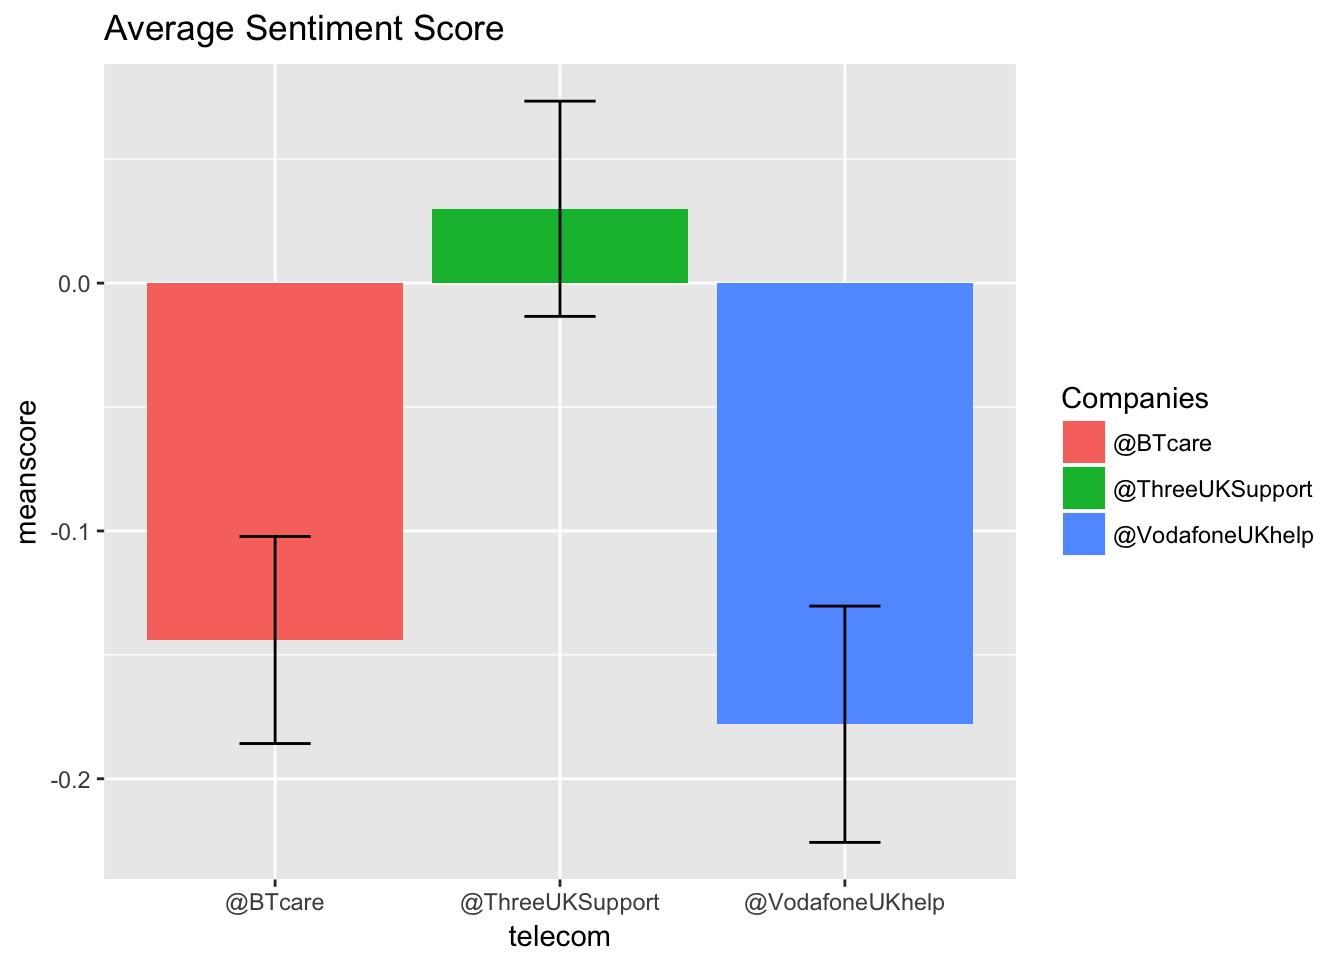 Average Sentiment Score
meanscore
0.0
-0.1
-0.2
@BTcare
@ThreeUKSupport
@VodafoneUKhelp
telecom
Companies
@BTcare
@ThreeUKSupport
@VodafoneUKhelp